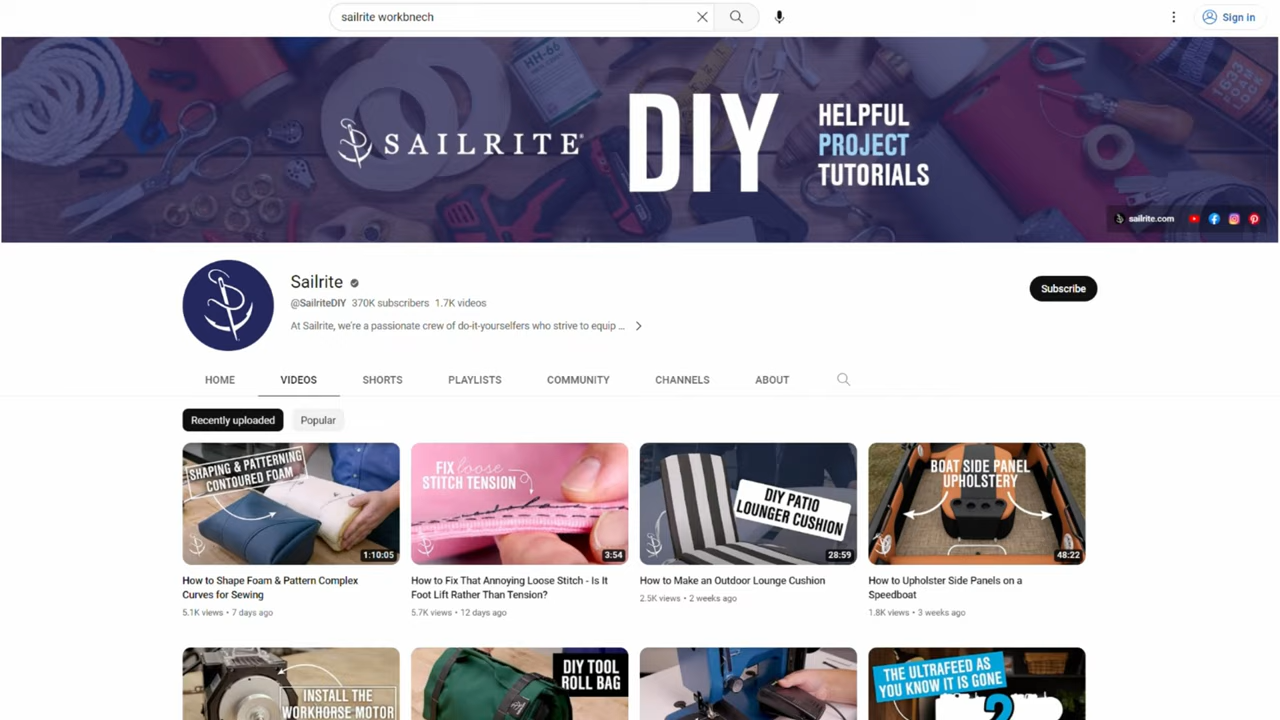 sailrite workbnech
Sign in
HH-66
SAILRITE®
DIY
HELPFUL
PROJECT
TUTORIALS
sailrite.com
Sailrite
@SailriteDIY 370K subscribers 1.7K videos
At Sailrite, we're a passionate crew of do-it-yourselfers who strive to equip ...
Subscribe
HOME VIDEOS SHORTS PLAYLISTS COMMUNITY CHANNELS ABOUT
Recently uploaded Popular
SHAPING & PATTERNING
CONTOURED FOAM
1:10:05
FIX loose
STITCH TENSION
3:54
DIY PATIO
LOUNGER CUSHION
28:59
BOAT SIDE PANEL
UPHOLSTERY
48:22
How to Shape Foam & Pattern Complex
Curves for Sewing
5.1K views • 7 days ago
How to Fix That Annoying Loose Stitch - Is It
Foot Lift Rather Than Tension?
5.7K views • 12 days ago
How to Make an Outdoor Lounge Cushion
2.5K views • 2 weeks ago
How to Upholster Side Panels on a
Speedboat
1.8K views • 3 weeks ago
INSTALL THE
WORKHORSE MOTOR
DIY TOOL
ROLL BAG
THE ULTRAFEED AS
YOU KNOW IT IS GONE
?